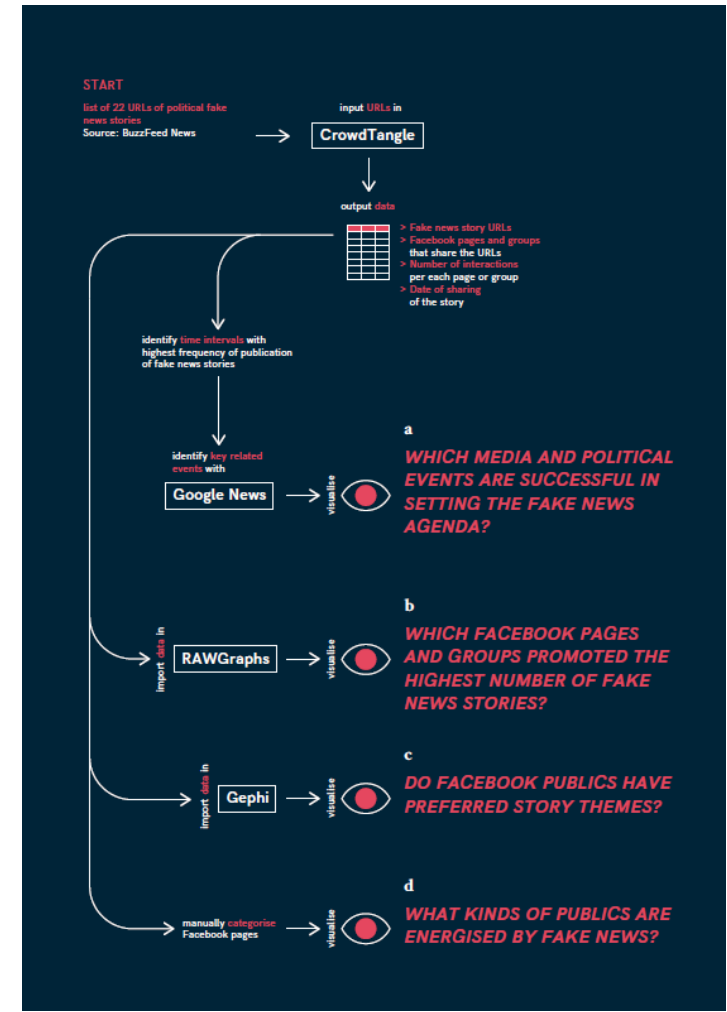 START
list of 22 URLs of political fake
news stories
Source: BuzzFeed News
input URLs in
CrowdTangle
output data
> Fake news story URLs
> Facebook pages and groups
that share the URLs
> Number of interactions
per each page or group
> Date of sharing
of the story
identify time intervals with
highest frequency of publication
of fake news stories
identify key related
events with
Google News
visualise
a
WHICH MEDIA AND POLITICAL
EVENTS ARE SUCCESSFUL IN
SETTING THE FAKE NEWS
AGENDA?
import data in
RAWGraphs
visualise
b
WHICH FACEBOOK PAGES
AND GROUPS PROMOTED THE
HIGHEST NUMBER OF FAKE
NEWS STORIES?
import data in
Gephi
visualise
c
DO FACEBOOK PUBLICS HAVE
PREFERRED STORY THEMES?
manually categorise
Facebook pages
visualise
d
WHAT KINDS OF PUBLICS ARE
ENERGISED BY FAKE NEWS?